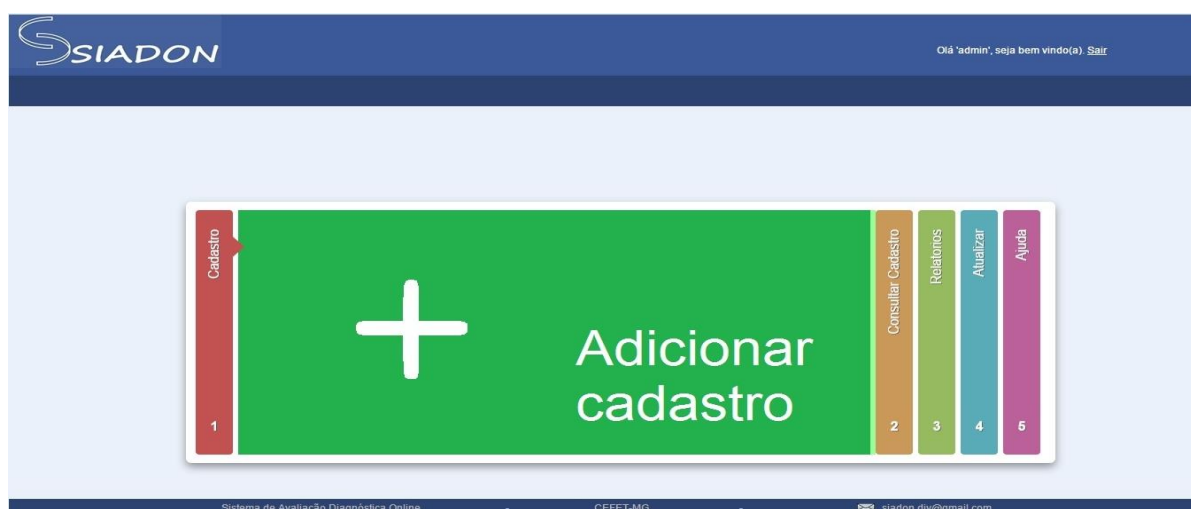 SIADON
Olá 'admin', seja bem vindo(a). Sair
Cadastro
1
Adicionar
cadastro
Consultar Cadastro
2
Relatorios
3
Atualizar
4
Ajuda
5
Sistema de Avaliação Diagnóstica Online
CEFET-MG
siadon.div@gmail.com